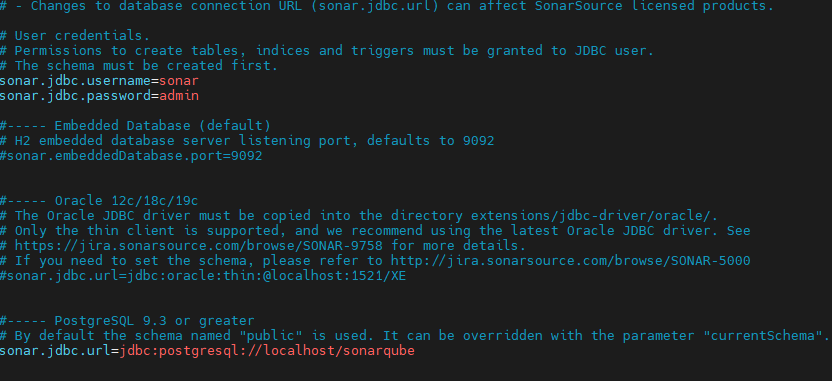 # - Changes to database connection URL (sonar.jdbc.url) can affect SonarSource licensed products.
# User credentials.
# Permissions to create tables, indices and triggers must be granted to JDBC user.
# The schema must be created first.
sonar.jdbc.username=sonar
sonar.jdbc.password=admin
#----- Embedded Database (default)
# H2 embedded database server listening port, defaults to 9092
#sonar.embeddedDatabase.port=9092
#----- Oracle 12c/18c/19c
# The Oracle JDBC driver must be copied into the directory extensions/jdbc-driver/oracle/.
# Only the thin client is supported, and we recommend using the latest Oracle JDBC driver. See
# https://jira.sonarsource.com/browse/SONAR-9758 for more details.
# If you need to set the schema, please refer to http://jira.sonarsource.com/browse/SONAR-5000
#sonar.jdbc.url=jdbc:oracle:thin:@localhost:1521/XE
#----- PostgreSQL 9.3 or greater
# By default the schema named "public" is used. It can be overridden with the parameter "currentSchema".
sonar.jdbc.url=jdbc:postgresql://localhost/sonarqube